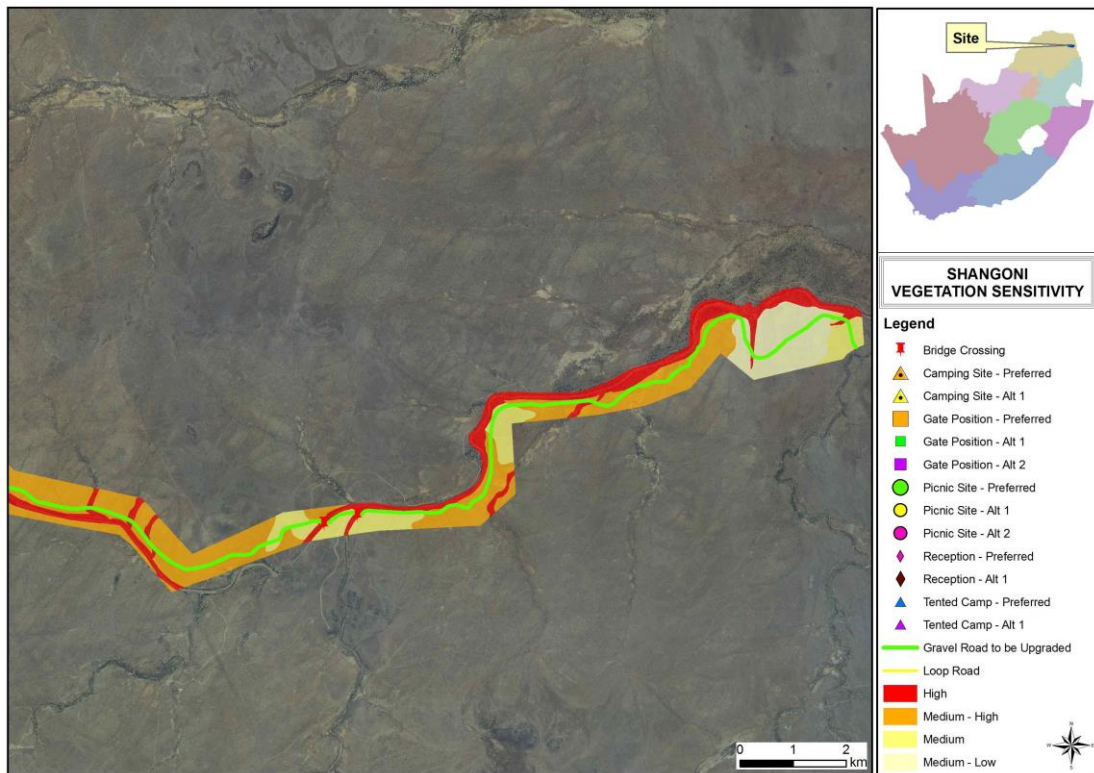 Site
SHANGONI
VEGETATION SENSITIVITY
Legend
Bridge Crossing
Camping Site - Preferred
Camping Site - Alt 1
Gate Position - Preferred
Gate Position - Alt 1
Gate Position - Alt 2
Picnic Site - Preferred
Picnic Site - Alt 1
Picnic Site - Alt 2
Reception - Preferred
Reception - Alt 1
Tented Camp - Preferred
Tented Camp - Alt 1
Gravel Road to be Upgraded
Loop Road
High
Medium - High
Medium
Medium - Low
0 1 2
km
N
W E
S